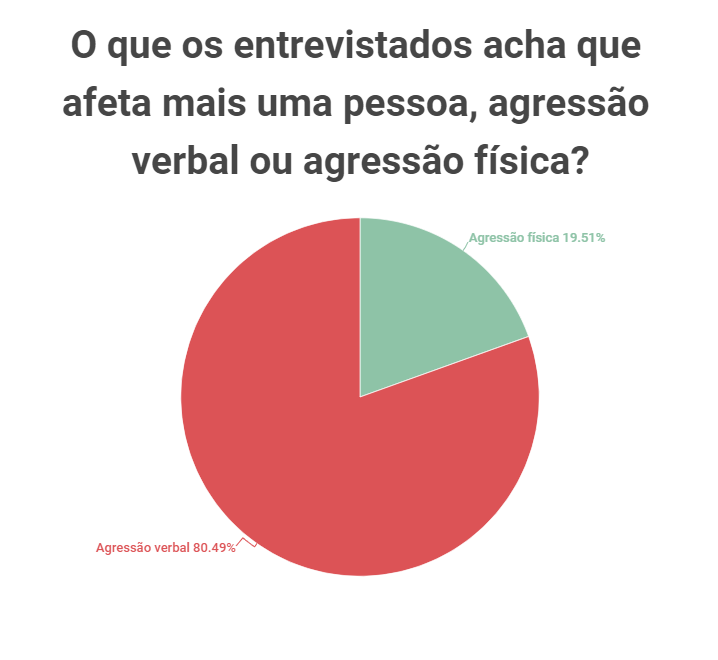 O que os entrevistados acha que
afeta mais uma pessoa, agressão
verbal ou agressão física?
Agressão física 19.51%
Agressão verbal 80.49%